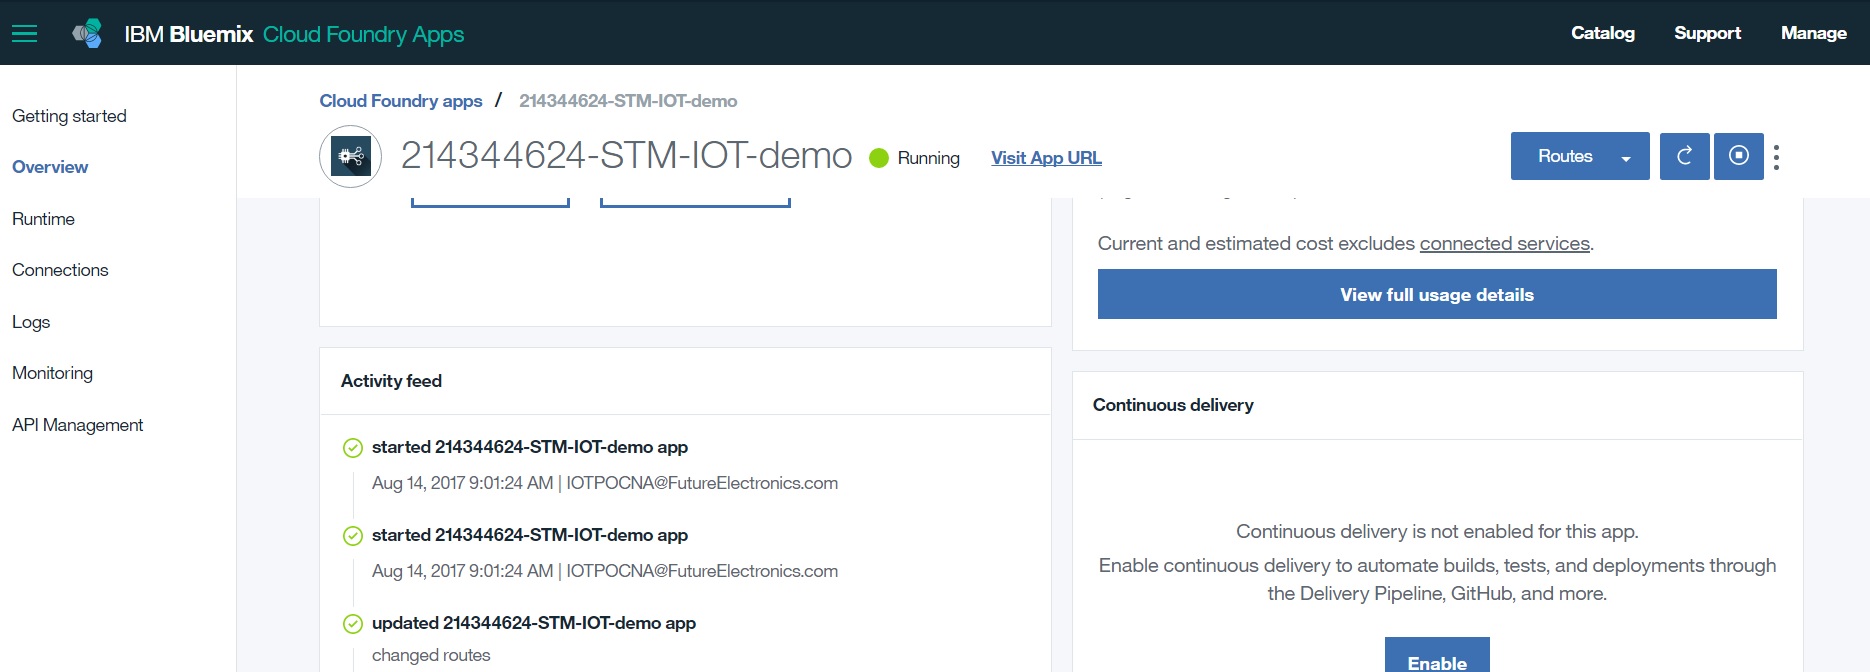 IBM Bluemix Cloud Foundry Apps
Catalog Support Manage
Getting started
Overview
Runtime
Connections
Logs
Monitoring
API Management
Cloud Foundry apps / 214344624-STM-IOT-demo
214344624-STM-IOT-demo Running Visit App URL
Routes
Current and estimated cost excludes connected services.
View full usage details
Activity feed
started 214344624-STM-IOT-demo app
Aug 14, 2017 9:01:24 AM | IOTPOCNA@FutureElectronics.com
started 214344624-STM-IOT-demo app
Aug 14, 2017 9:01:24 AM | IOTPOCNA@FutureElectronics.com
updated 214344624-STM-IOT-demo app
changed routes
Continuous delivery
Continuous delivery is not enabled for this app.
Enable continuous delivery to automate builds, tests, and deployments through
the Delivery Pipeline, GitHub, and more.
Enable